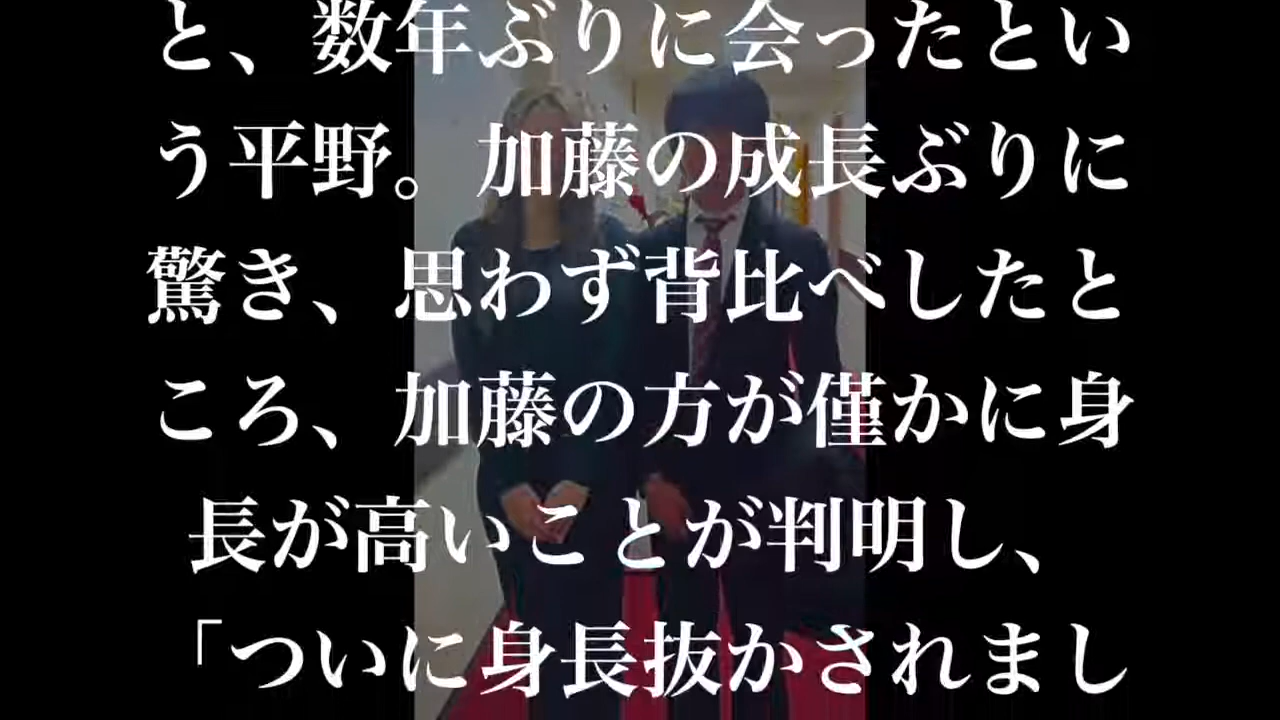 と、数年ぶりに会ったとい
う平野。加藤の成長ぶりに
驚き、思わず背比べしたと
ころ、加藤の方が僅かに身
長が高いことが判明し、
「ついに身長抜かされまし